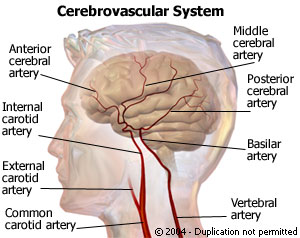 Cerebrovascular System
Anterior
cerebral
artery
Internal
carotid
artery
External
carotid
artery
Common
carotid artery
Middle
cerebral
artery
Posterior
cerebral
artery
Basilar
artery
Vertebral
artery
© 2004 - Duplication not permitted